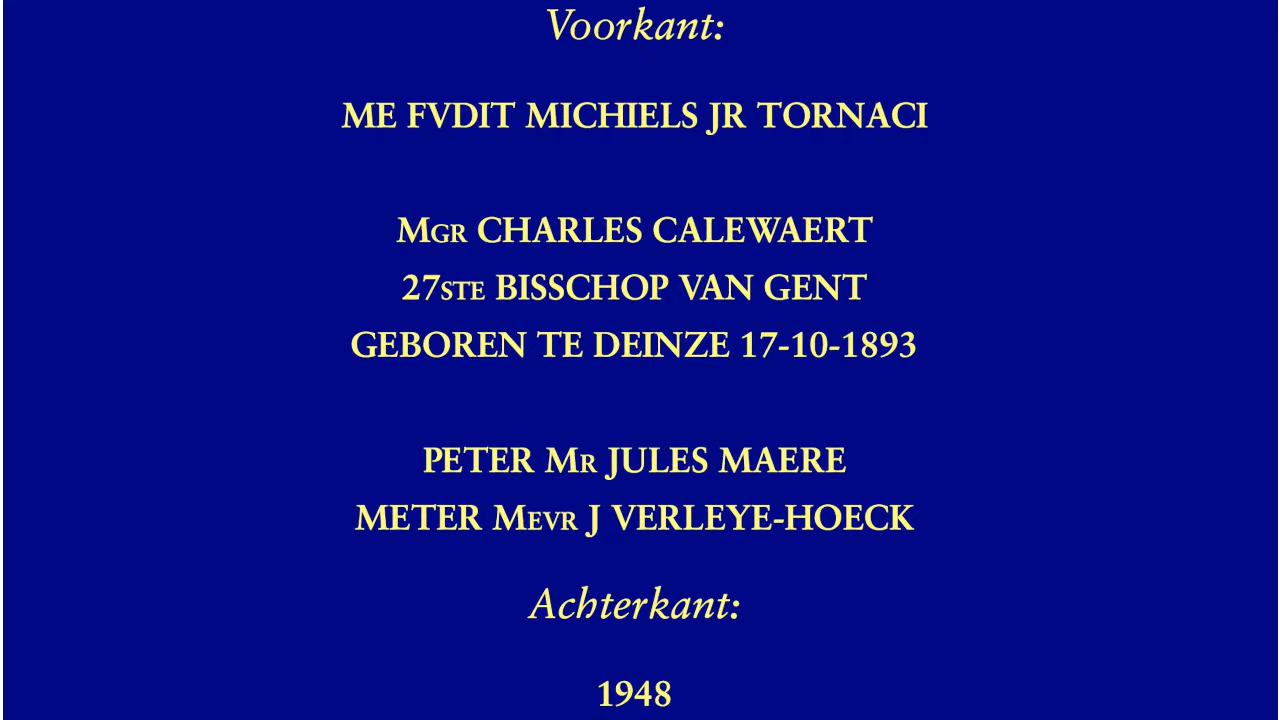 Voorkant:
ME FVDIT MICHIELS JR TORNACI
Mgr CHARLES CALEWAERT
27ste BISSCHOP VAN GENT
GEBOREN TE DEINZE 17-10-1893
PETER Mr JULES MAERE
METER Mevr J VERLEYE-HOECK
Achterkant:
1948